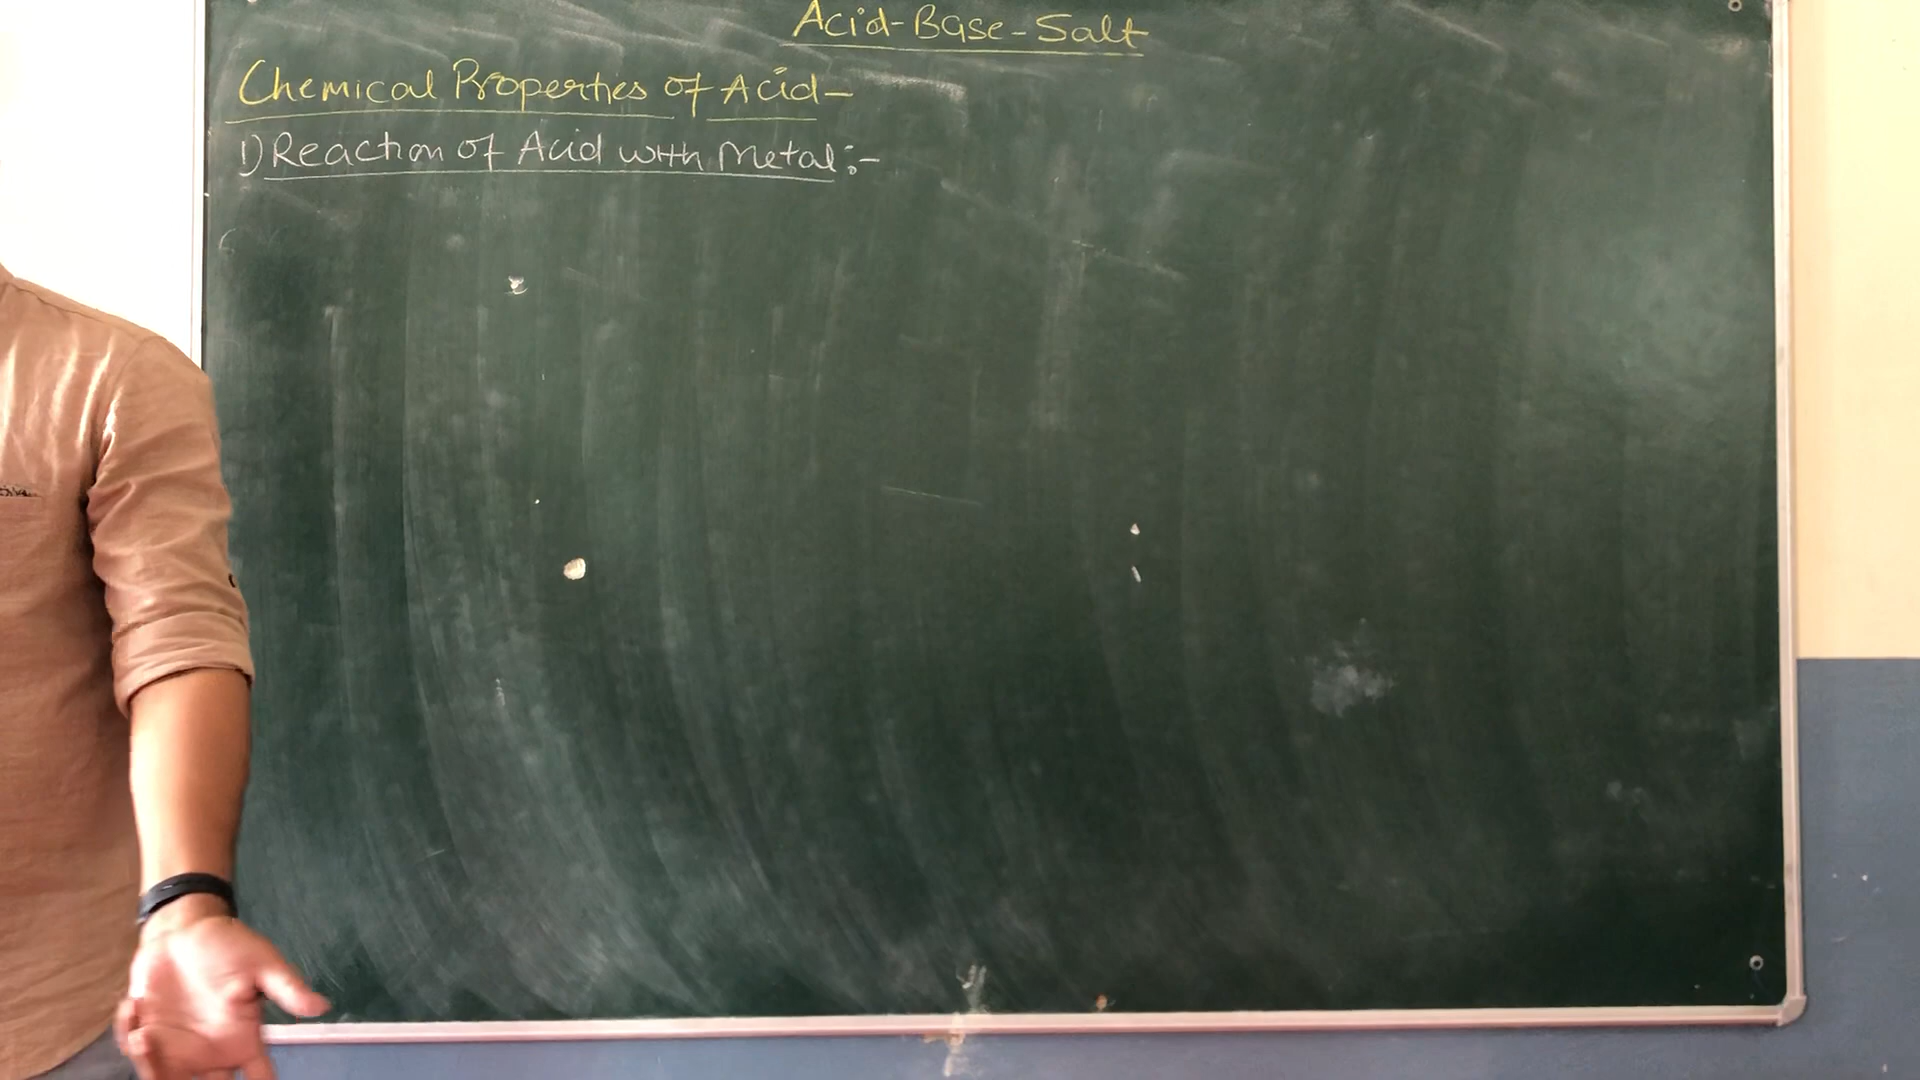 Acid-Base-Salt
Chemical Properties of Acid-
1) Reaction of Acid with Metal:-